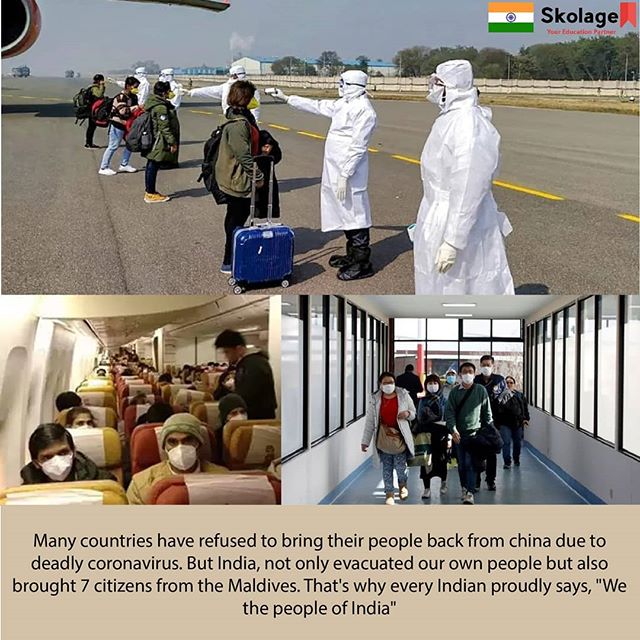 Skolage
Your Education Partner
Many countries have refused to bring their people back from china due to
deadly coronavirus. But India, not only evacuated our own people but also
brought 7 citizens from the Maldives. That's why every Indian proudly says, "We
the people of India"